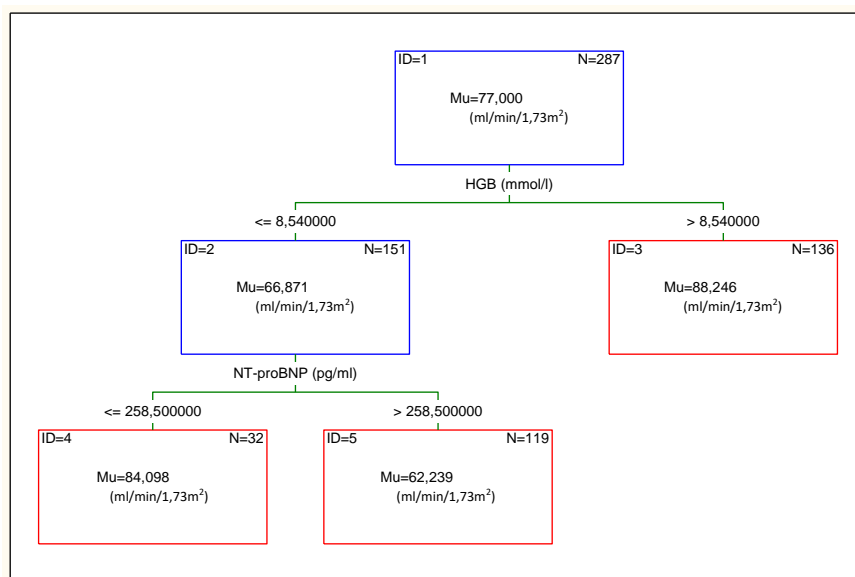 ID=1 N=287
Mu=77,000
(ml/min/1,73m²)
HGB (mmol/l)
<= 8,540000 > 8,540000
ID=2 N=151 ID=3 N=136
Mu=66,871 Mu=88,246
(ml/min/1,73m²) (ml/min/1,73m²)
NT-proBNP (pg/ml)
<= 258,500000 > 258,500000
ID=4 N=32 ID=5 N=119
Mu=84,098 Mu=62,239
(ml/min/1,73m²) (ml/min/1,73m²)